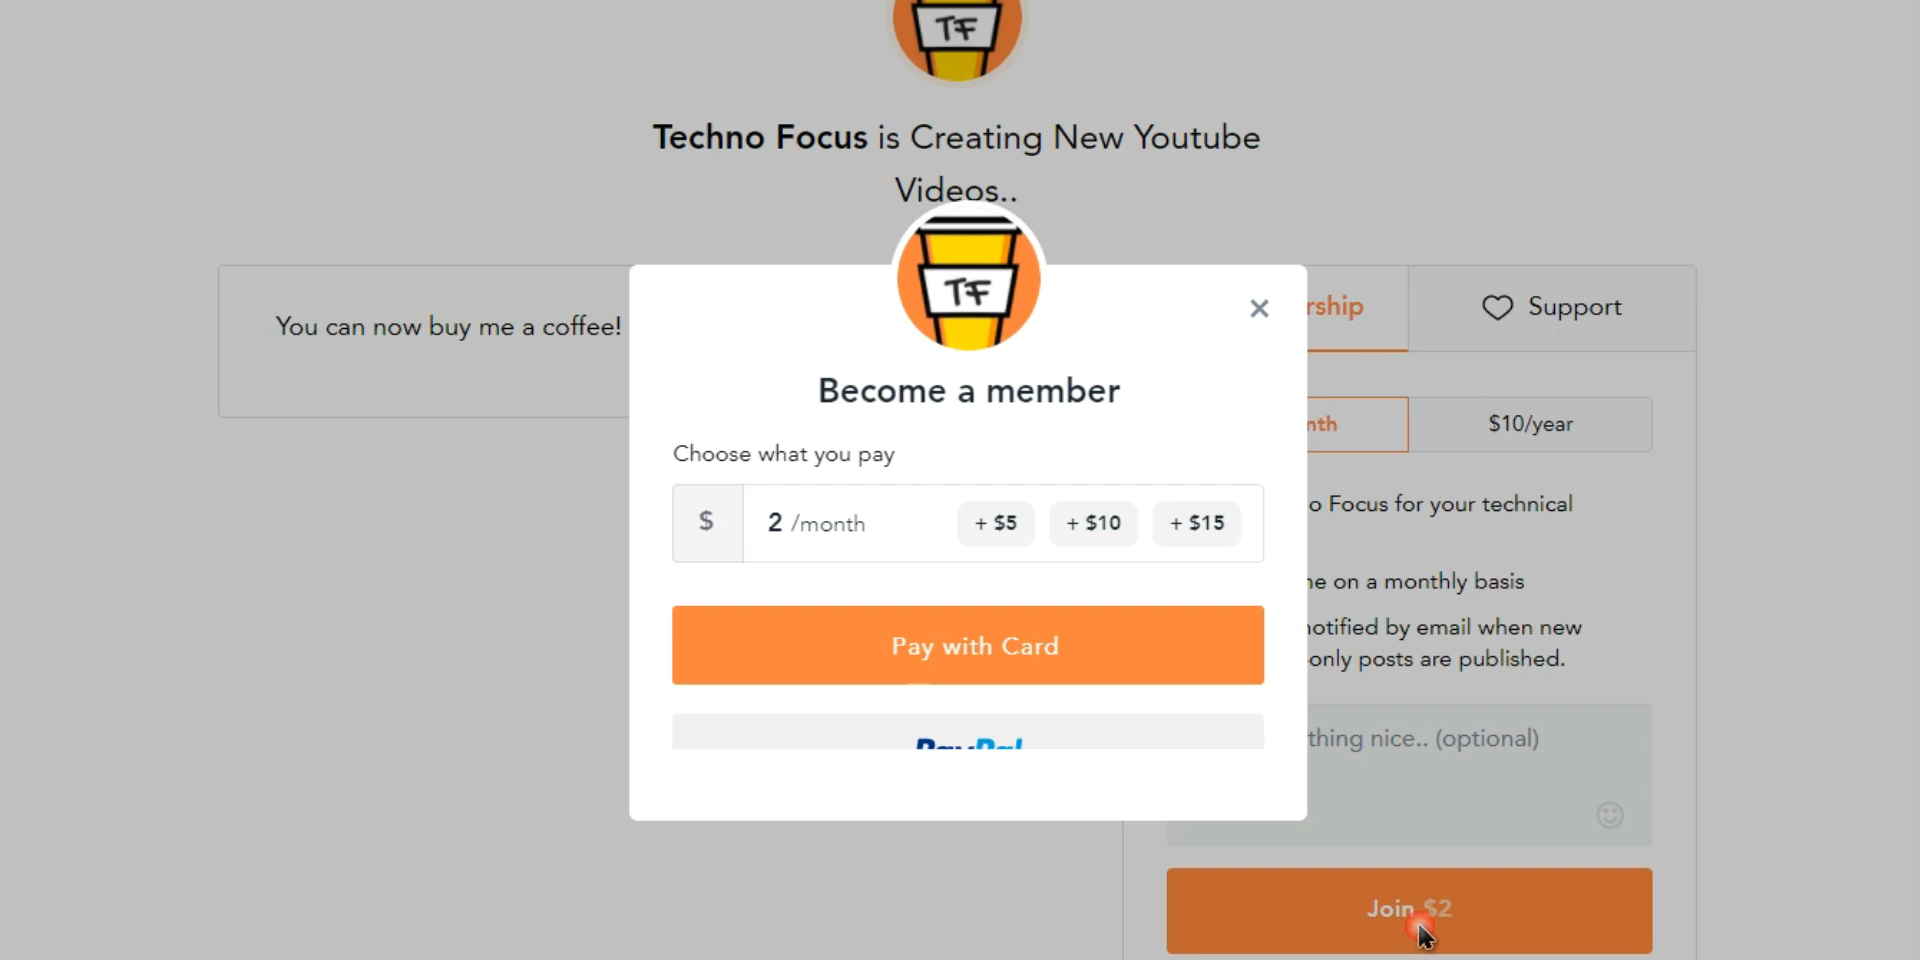 TF
Techno Focus is Creating New Youtube
Videos..
TF
You can now buy me a coffee!
rship
Support
Become a member
nth
$10/year
Choose what you pay
$ 2 /month + $5 + $10 + $15
o Focus for your technical
ne on a monthly basis
notified by email when new
only posts are published.
Pay with Card
thing nice.. (optional)
PayPal
Join $2